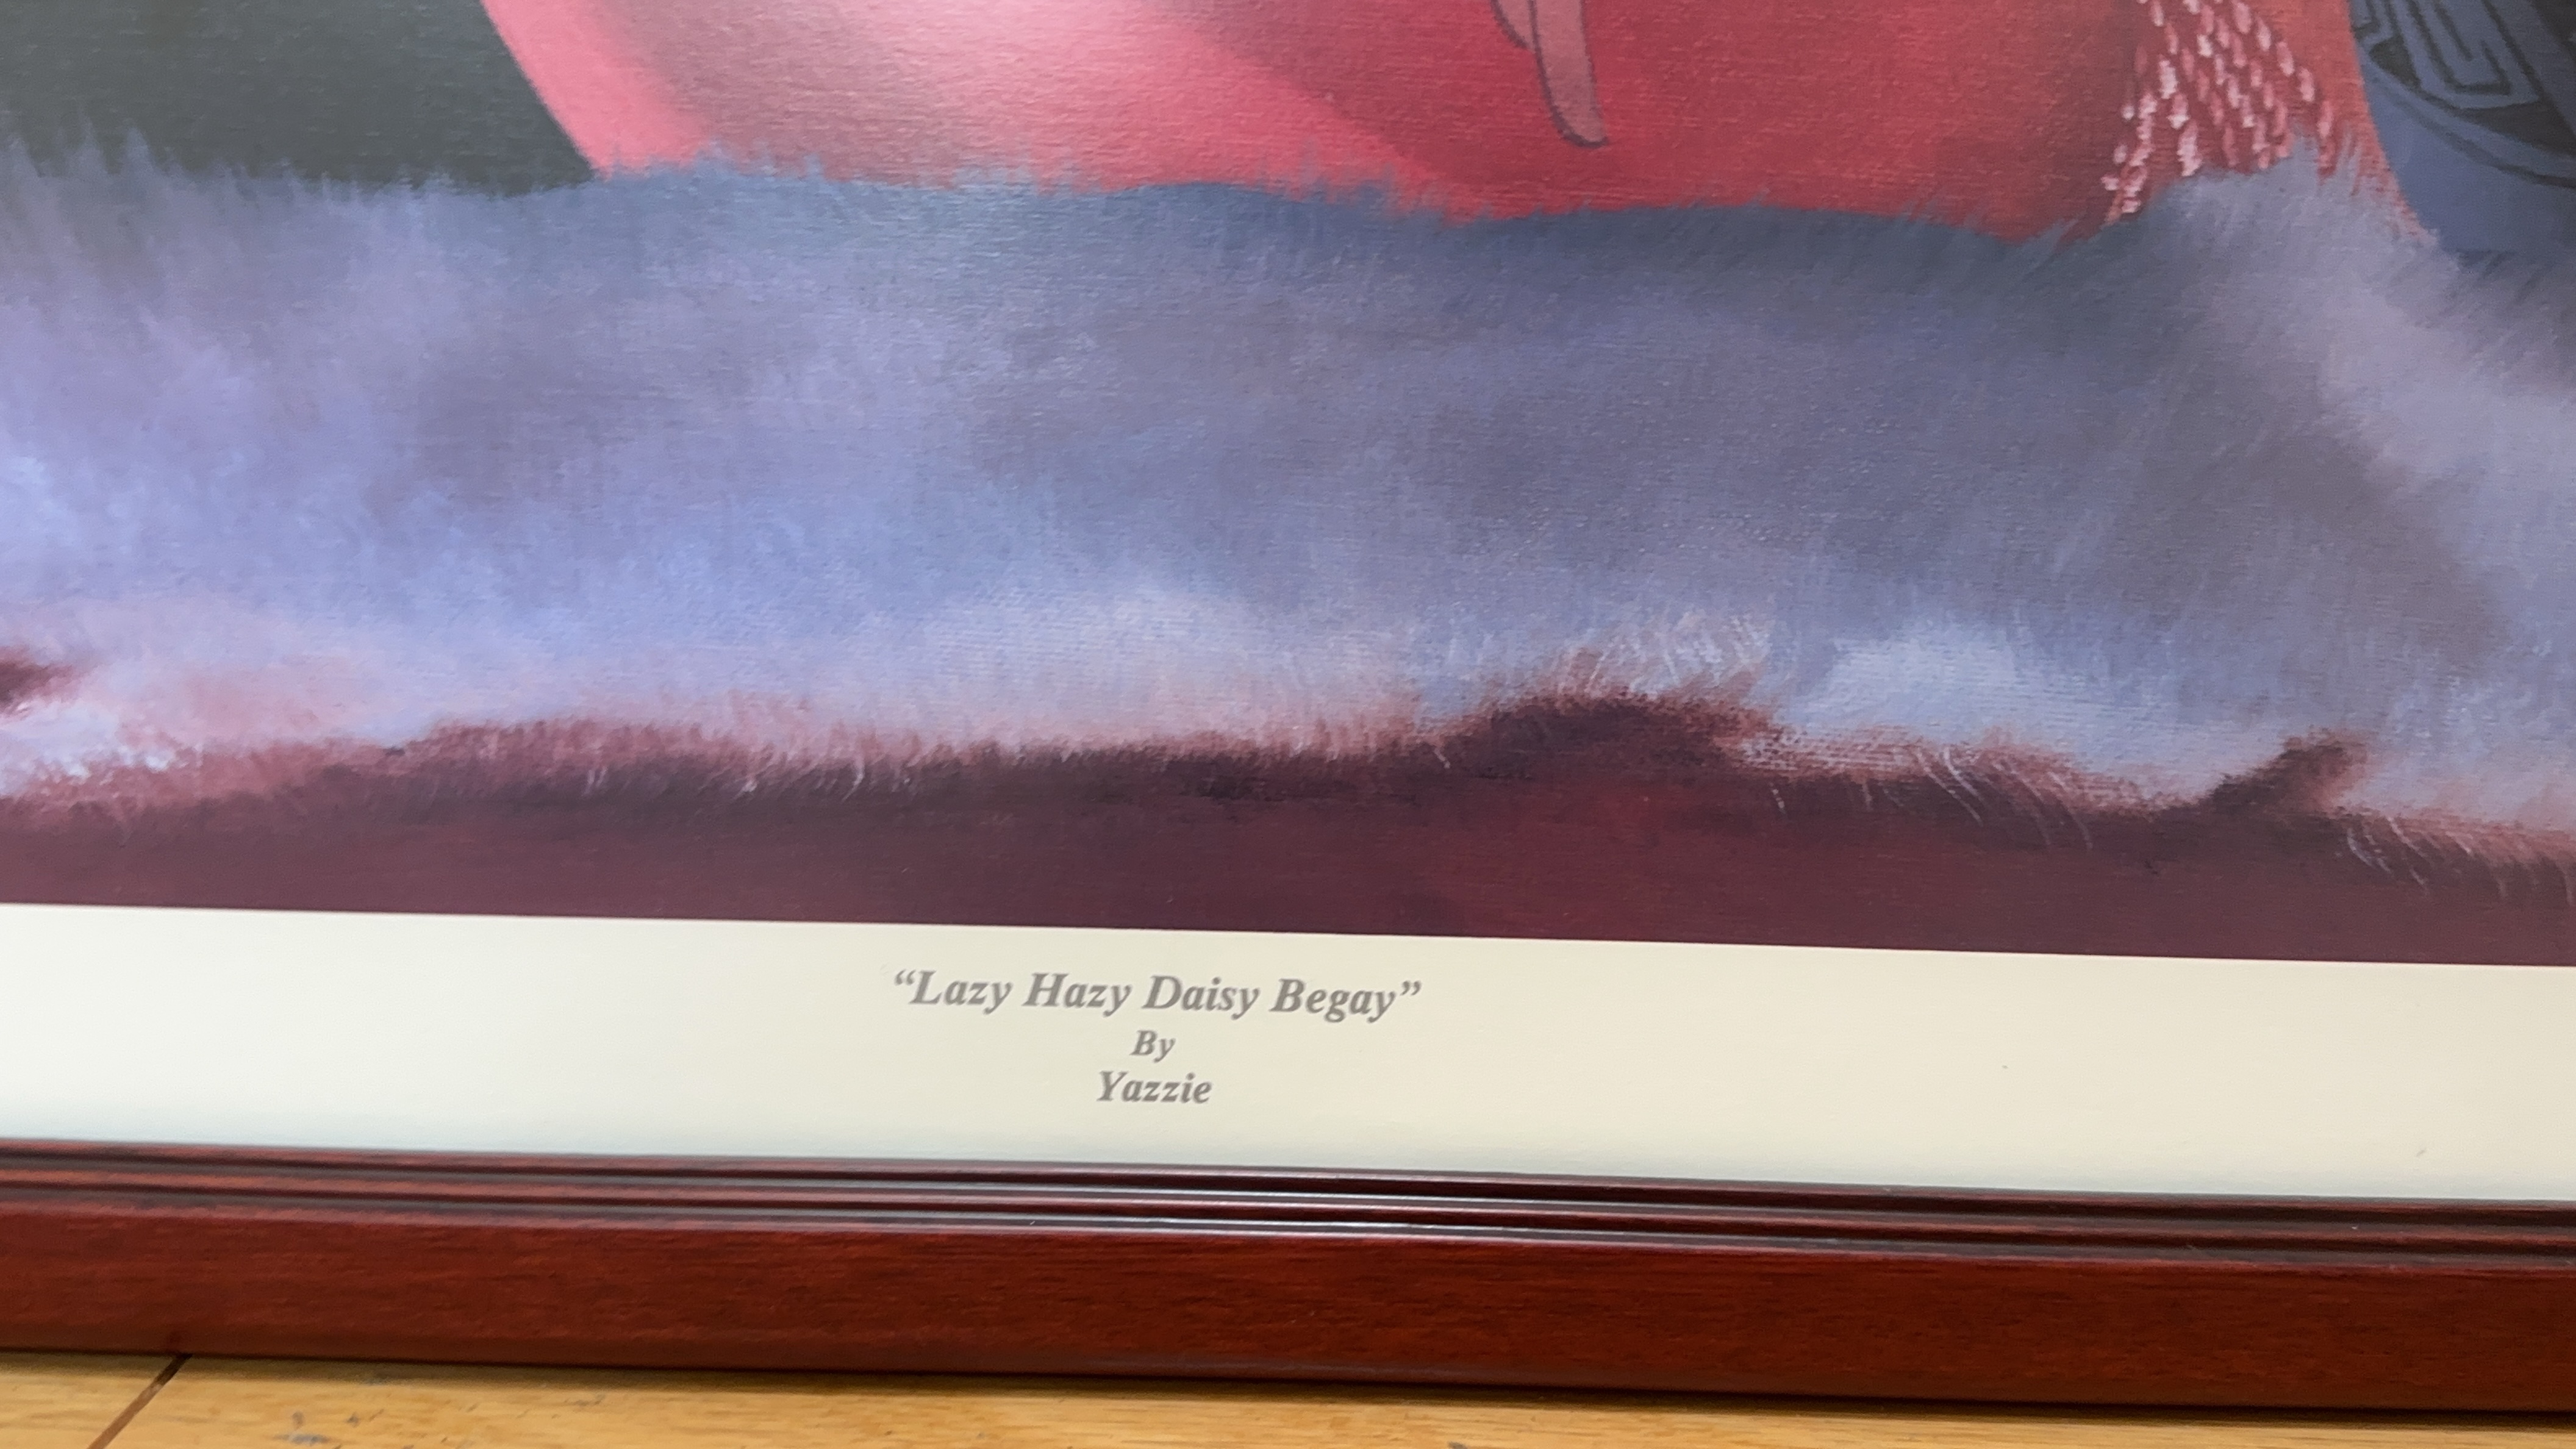 “Lazy Hazy Daisy Begay”
By
Yazzie